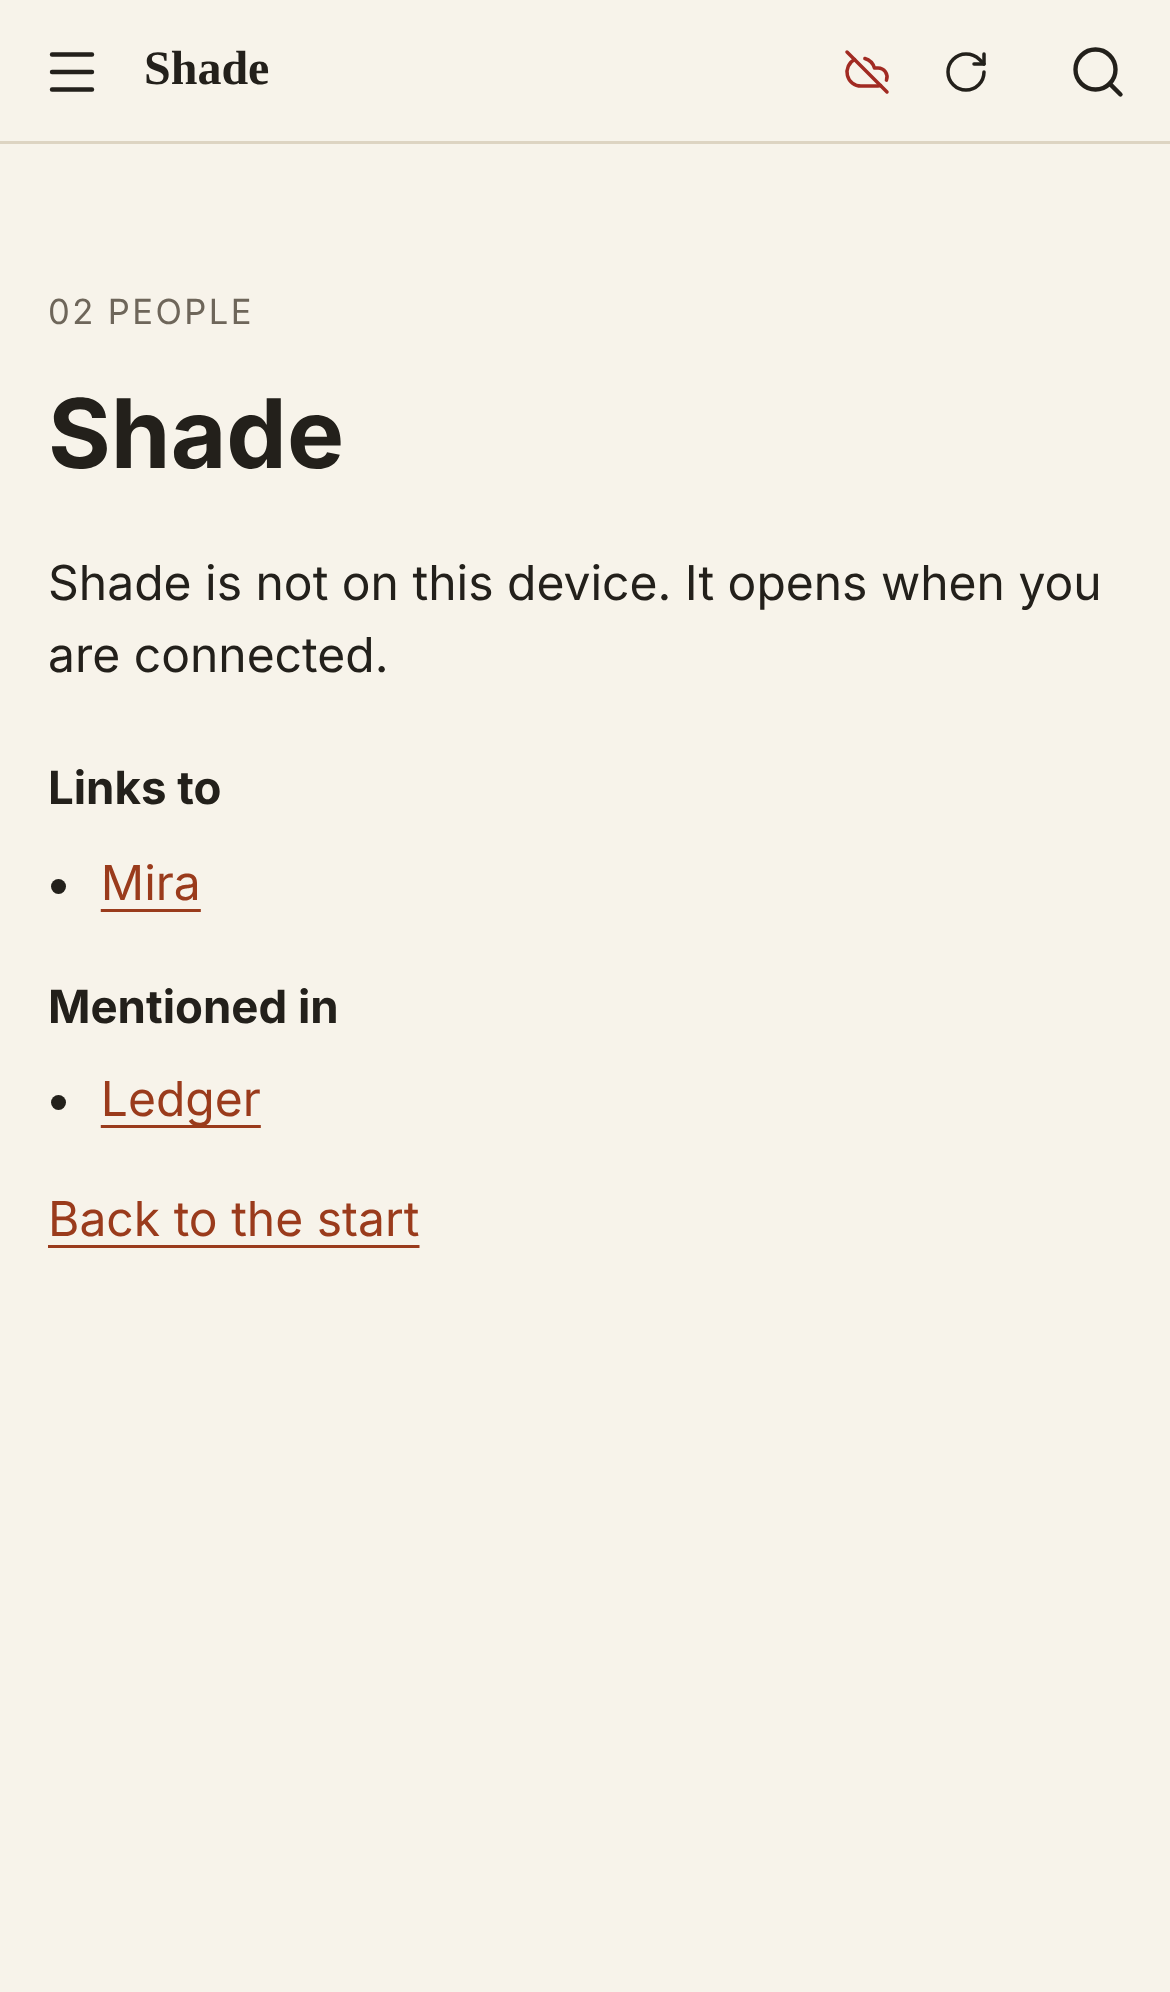 Shade
02 PEOPLE
Shade
Shade is not on this device. It opens when you
are connected.
Links to
• Mira
Mentioned in
• Ledger
Back to the start